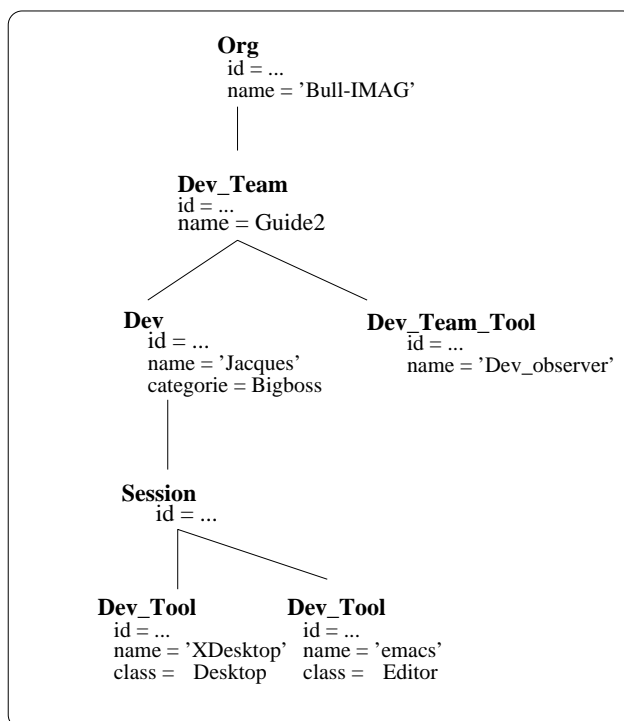 Org
id = ...
name = ’Bull-IMAG’
Dev_Team
id = ...
name = Guide2
Dev
id = ...
name = ’Jacques’
categorie = Bigboss
Dev_Team_Tool
id = ...
name = ’Dev_observer’
Session
id = ...
Dev_Tool
id = ...
name = ’XDesktop’
class = Desktop
Dev_Tool
id = ...
name = ’emacs’
class = Editor